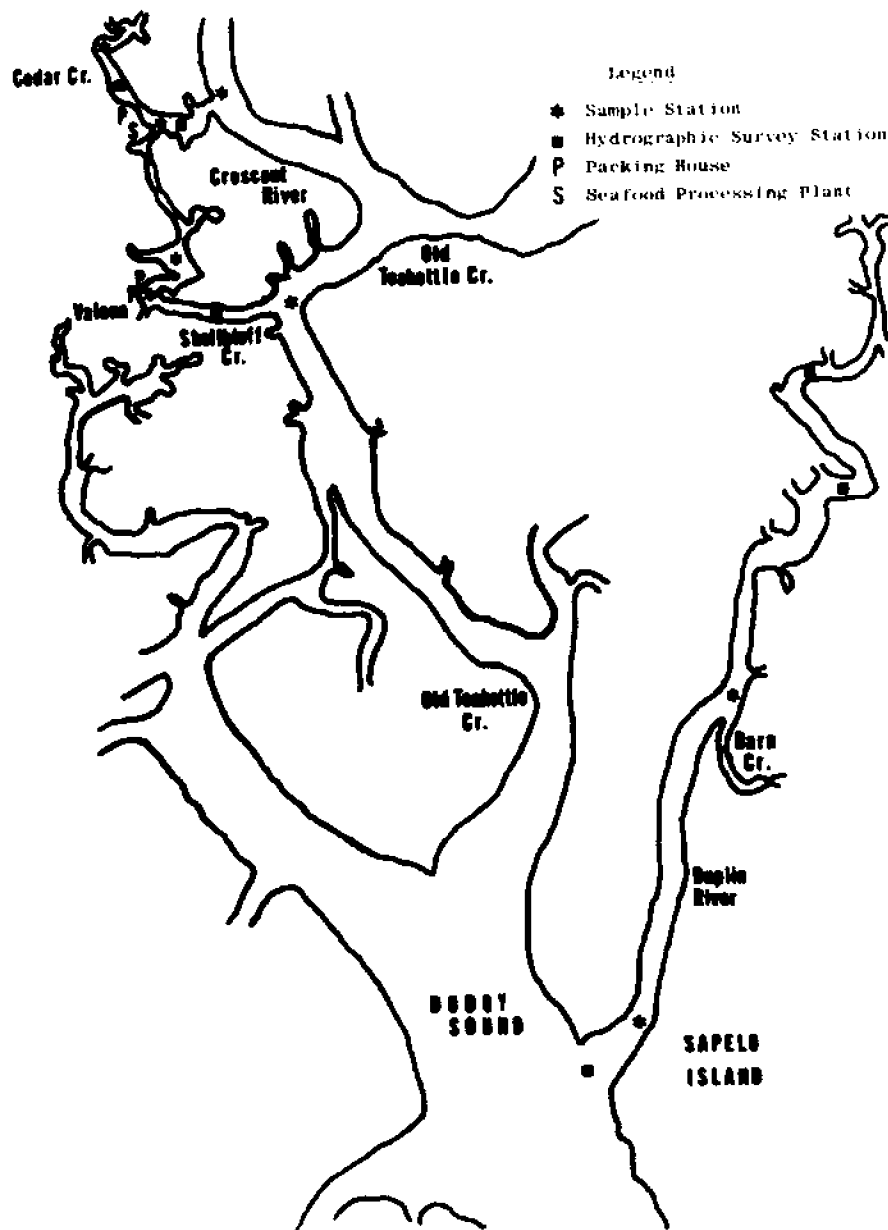 Legend
* Sample Station
■ Hydrographic Survey Station
P Packing House
S Seafood Processing Plant
Cedar Cr.
P
S
Crescent
River
Old
Teakettle Cr.
Valona
Shellbluff
Cr.
Old Teakettle
Cr.
Barn
Cr.
Duplin
River
DOBOY
SOUND
SAPELO
ISLAND